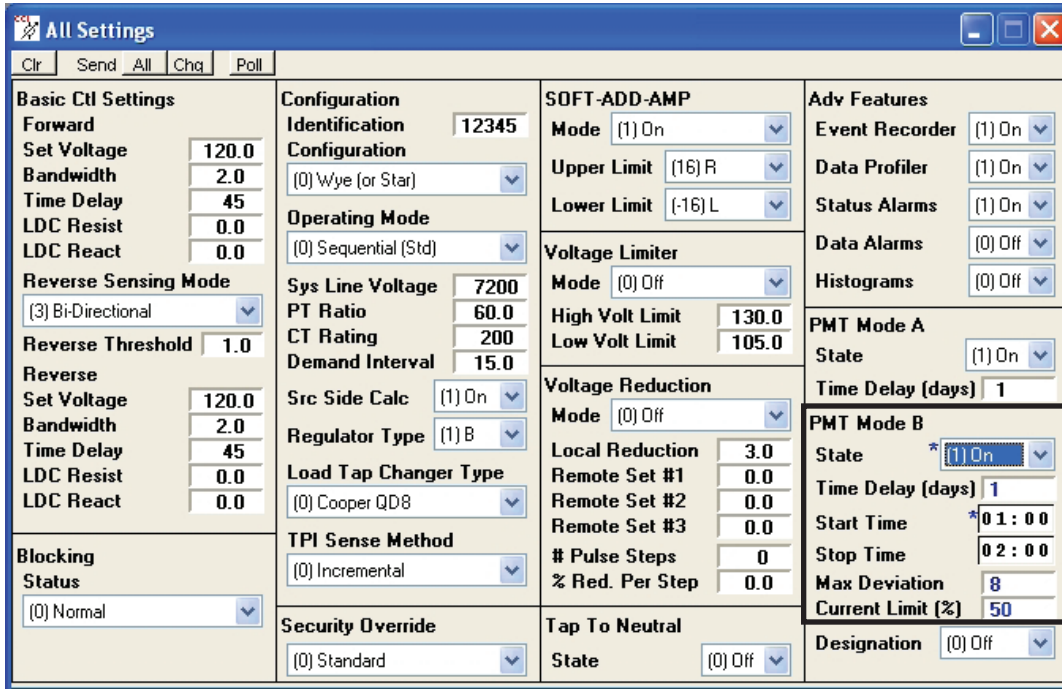 CCI
All Settings
Clr Send All Chg Poll
Basic Ctl Settings
Forward
Set Voltage 120.0
Bandwidth 2.0
Time Delay 45
LDC Resist 0.0
LDC React 0.0
Reverse Sensing Mode
(3) Bi-Directional
Reverse Threshold 1.0
Reverse
Set Voltage 120.0
Bandwidth 2.0
Time Delay 45
LDC Resist 0.0
LDC React 0.0
Blocking
Status
(0) Normal
Configuration
Identification 12345
Configuration
(0) Wye (or Star)
Operating Mode
(0) Sequential (Std)
Sys Line Voltage 7200
PT Ratio 60.0
CT Rating 200
Demand Interval 15.0
Src Side Calc (1) On
Regulator Type (1) B
Load Tap Changer Type
(0) Cooper QD8
TPI Sense Method
(0) Incremental
Security Override
(0) Standard
SOFT-ADD-AMP
Mode (1) On
Upper Limit (16) R
Lower Limit (-16) L
Voltage Limiter
Mode (0) Off
High Volt Limit 130.0
Low Volt Limit 105.0
Voltage Reduction
Mode (0) Off
Local Reduction 3.0
Remote Set #1 0.0
Remote Set #2 0.0
Remote Set #3 0.0
# Pulse Steps 0
% Red. Per Step 0.0
Tap To Neutral
State (0) Off
Adv Features
Event Recorder (1) On
Data Profiler (1) On
Status Alarms (1) On
Data Alarms (0) Off
Histograms (0) Off
PMT Mode A
State (1) On
Time Delay (days) 1
PMT Mode B
State * (1) On
Time Delay (days) 1
Start Time *01:00
Stop Time 02:00
Max Deviation 8
Current Limit (%) 50
Designation (0) Off